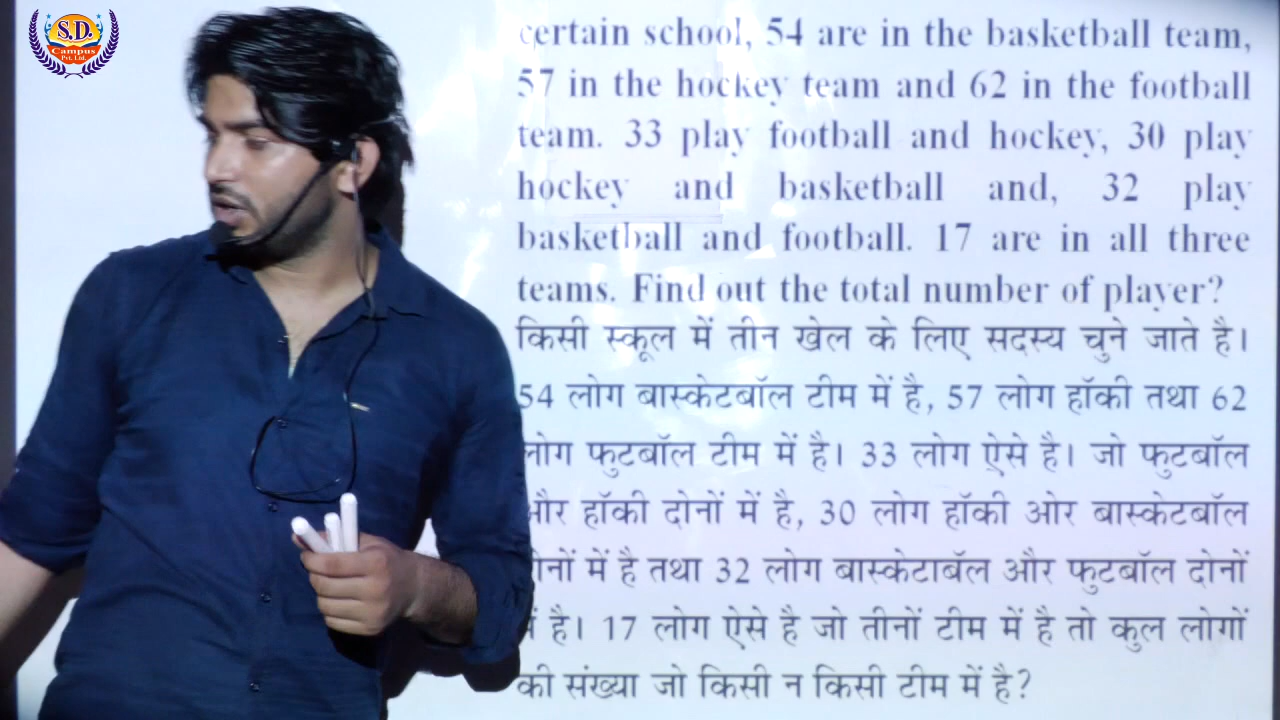 S.D.
Campus
Pvt. Ltd.
certain school, 54 are in the basketball team,
57 in the hockey team and 62 in the football
team. 33 play football and hockey, 30 play
hockey and basketball and, 32 play
basketball and football. 17 are in all three
teams. Find out the total number of player?
किसी स्कूल में तीन खेल के लिए सदस्य चुने जाते है।
54 लोग बास्केटबॉल टीम में है, 57 लोग हॉकी तथा 62
लोग फुटबॉल टीम में है। 33 लोग ऐसे है। जो फुटबॉल
और हॉकी दोनों में है, 30 लोग हॉकी ओर बास्केटबॉल
दोनों में है तथा 32 लोग बास्केटाबॅल और फुटबॉल दोनों
में है। 17 लोग ऐसे है जो तीनों टीम में है तो कुल लोगों
की संख्या जो किसी न किसी टीम में है?